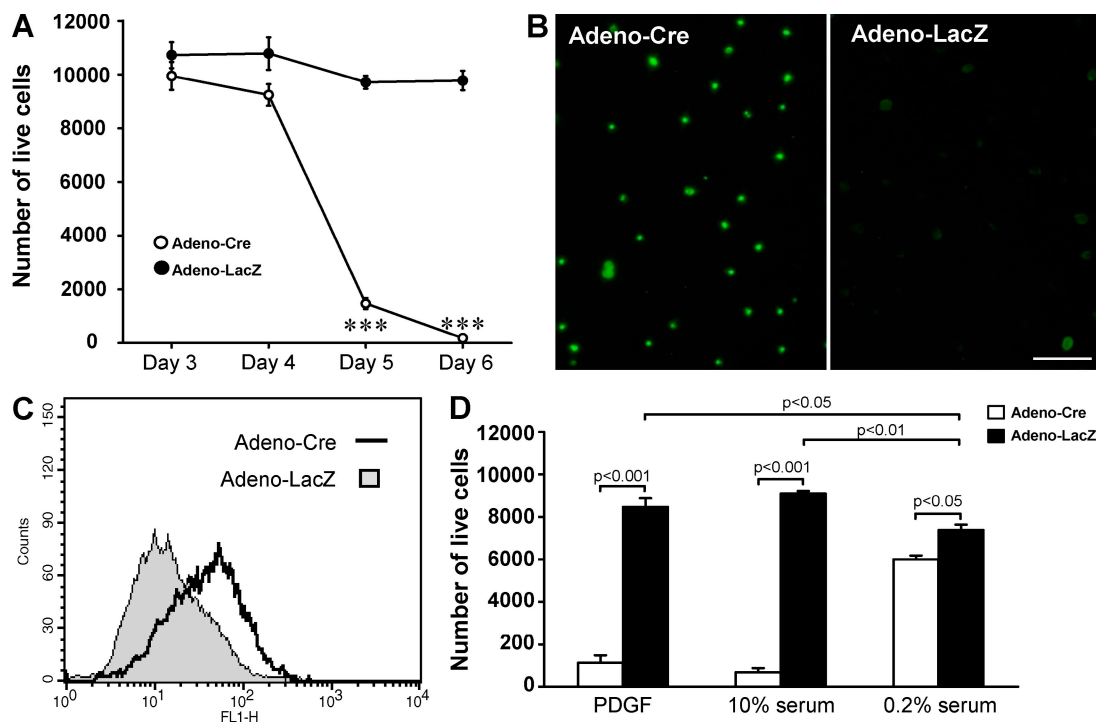 A
12000
10000
8000
6000
4000
2000
0
Number of live cells
Adeno-Cre
Adeno-LacZ
***
***
Day 3
Day 4
Day 5
Day 6
B
Adeno-Cre
Adeno-LacZ
C
150
120
90
60
30
0
Counts
Adeno-Cre
Adeno-LacZ
10^0
10^1
10^2
10^3
10^4
FL1-H
D
12000
10000
8000
6000
10000
200
0
Number of live cells
p<0.05
p<0.01
p<0.001
p<0.001
p<0.05
Adeno-Cre
Adeno-LacZ
PDGF
10% serum
0.2% serum